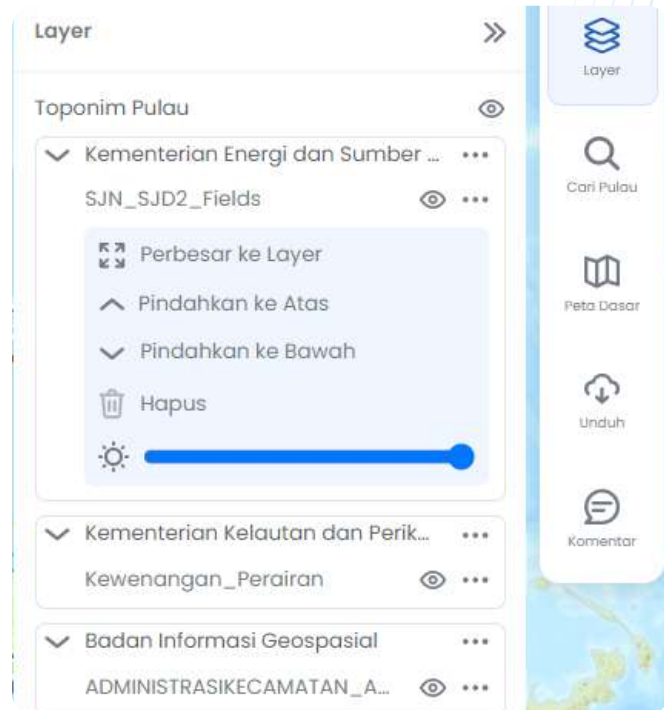 Layer
Toponim Pulau
Kementerian Energi dan Sumber ...
SJN_SJD2_Fields
Perbesar ke Layer
Pindahkan ke Atas
Pindahkan ke Bawah
Hapus
Kementerian Kelautan dan Perik...
Kewenangan_Perairan
Badan Informasi Geospasial
ADMINISTRASIKECAMATAN_A...
Layer
Cari Pulau
Peta Dasar
Unduh
Komentar